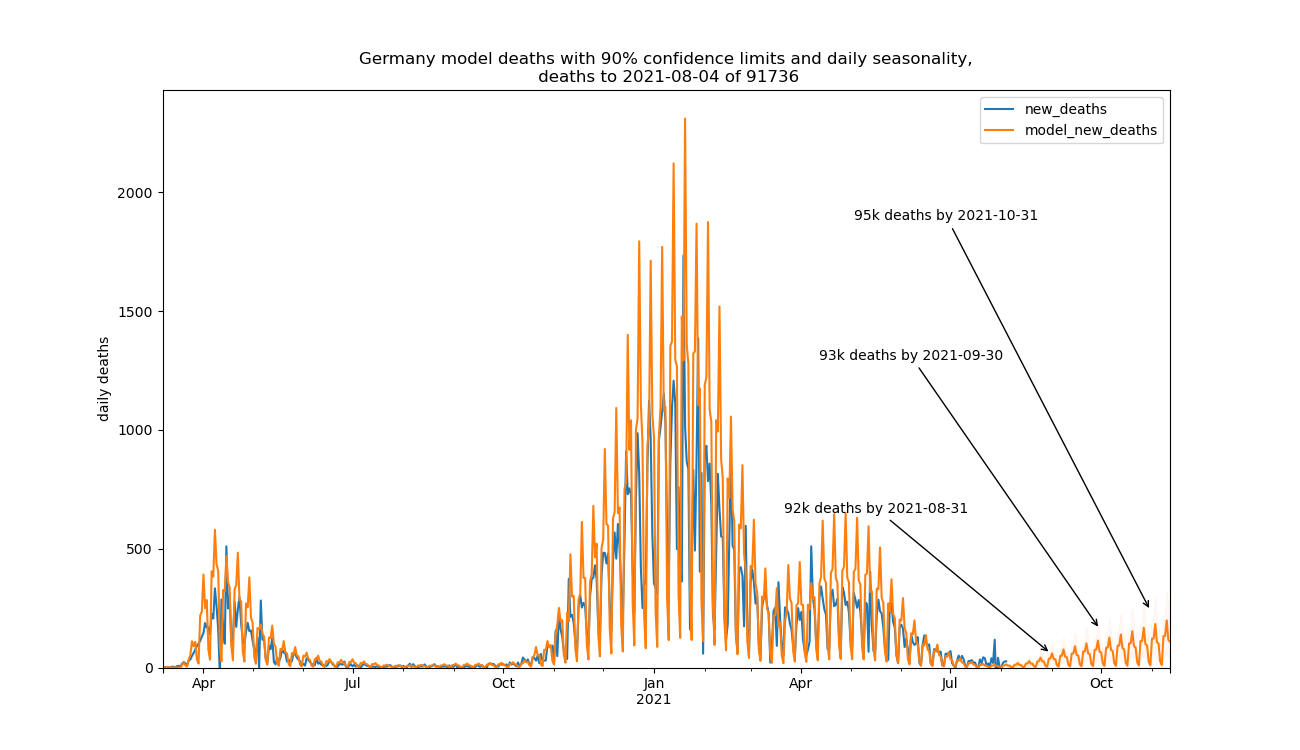 Germany model deaths with 90% confidence limits and daily seasonality,
deaths to 2021-08-04 of 91736
new_deaths
model_new_deaths
daily deaths
2000
1500
1000
500
0
95k deaths by 2021-10-31
93k deaths by 2021-09-30
92k deaths by 2021-08-31
Apr
Jul
Oct
Jan
2021
Apr
Jul
Oct